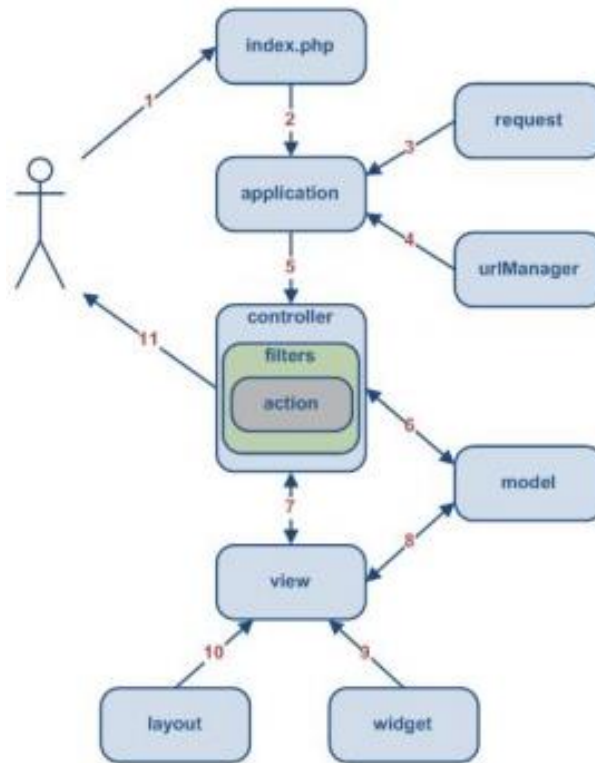 index.php
1
2
request
3
application
4
urlManager
5
controller
filters
11
action
6
model
7
8
view
10
9
layout
widget